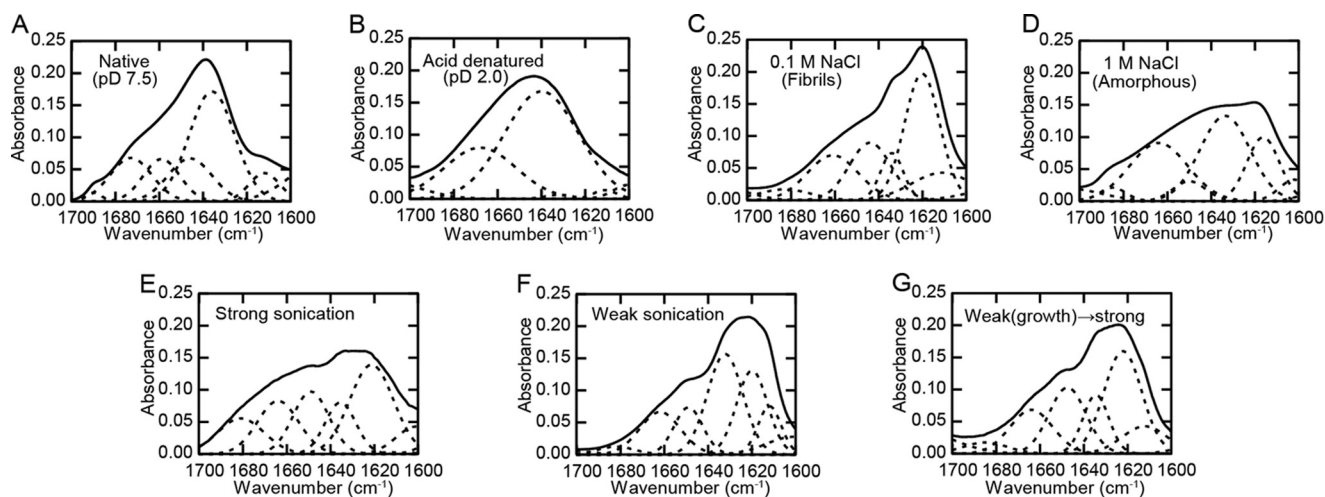 A
Native
(pD 7.5)
Absorbance
0.25
0.20
0.15
0.10
0.05
0.00
1700 1680 1660 1640 1620 1600
Wavenumber (cm-1)
B
Acid denatured
(pD 2.0)
Absorbance
0.25
0.20
0.15
0.10
0.05
0.00
1700 1680 1660 1640 1620 1600
Wavenumber (cm-1)
C
0.1 M NaCl
(Fibrils)
Absorbance
0.25
0.20
0.15
0.10
0.05
0.00
1700 1680 1660 1640 1620 1600
Wavenumber (cm-1)
D
1 M NaCl
(Amorphous)
Absorbance
0.25
0.20
0.15
0.10
0.05
0.00
1700 1680 1660 1640 1620 1600
Wavenumber (cm-1)
E
Strong sonication
Absorbance
0.25
0.20
0.15
0.10
0.05
0.00
1700 1680 1660 1640 1620 1600
Wavenumber (cm-1)
F
Weak sonication
Absorbance
0.25
0.20
0.15
0.10
0.05
0.00
1700 1680 1660 1640 1620 1600
Wavenumber (cm-1)
G
Weak(growth)→strong
Absorbance
0.25
0.20
0.15
0.10
0.05
0.00
1700 1680 1660 1640 1620 1600
Wavenumber (cm-1)